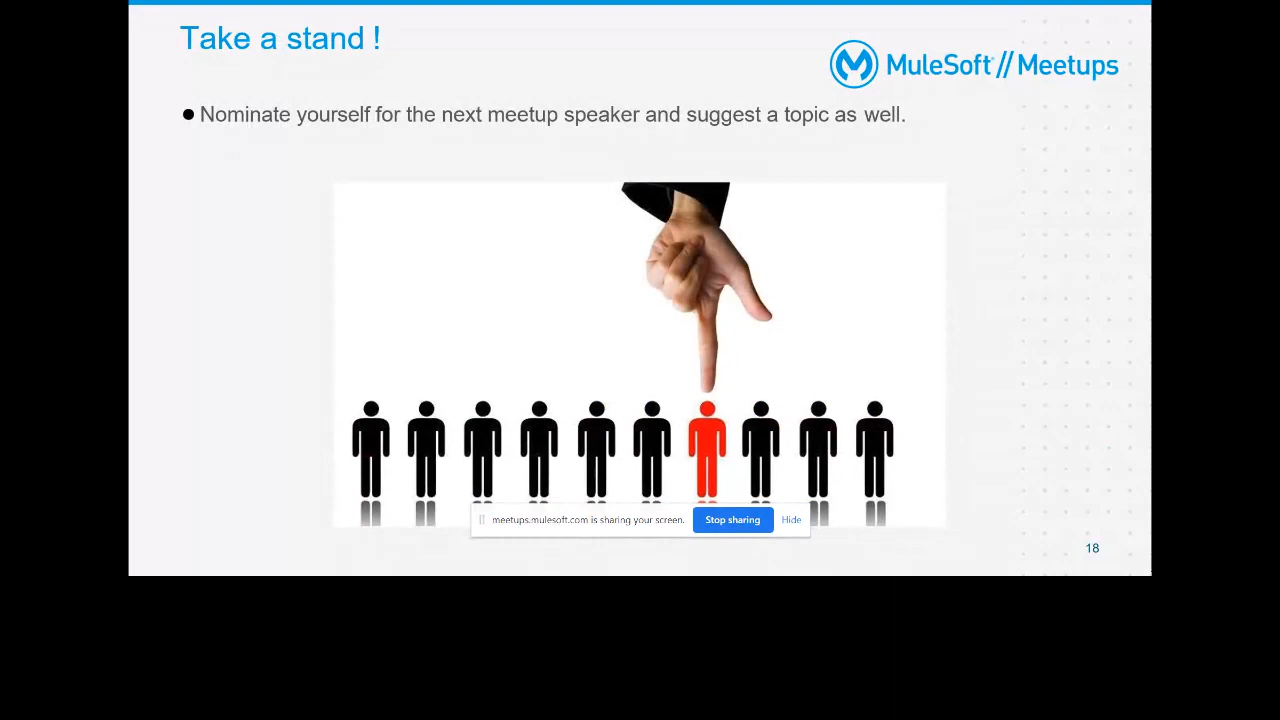 Take a stand !
MuleSoft // Meetups
● Nominate yourself for the next meetup speaker and suggest a topic as well.
meetups.mulesoft.com is sharing your screen. Stop sharing Hide
18